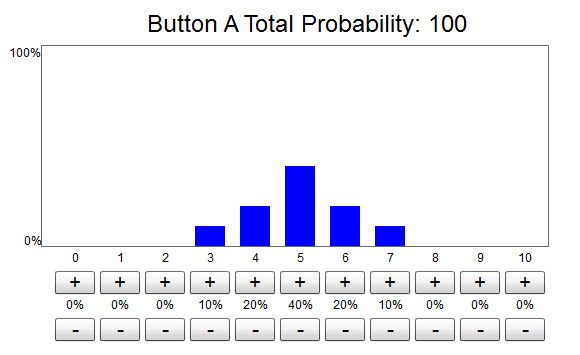 Button A Total Probability: 100
100%
0%
0 1 2 3 4 5 6 7 8 9 10
+ + + + + + + + + + +
0% 0% 0% 10% 20% 40% 20% 10% 0% 0% 0%
- - - - - - - - - - -